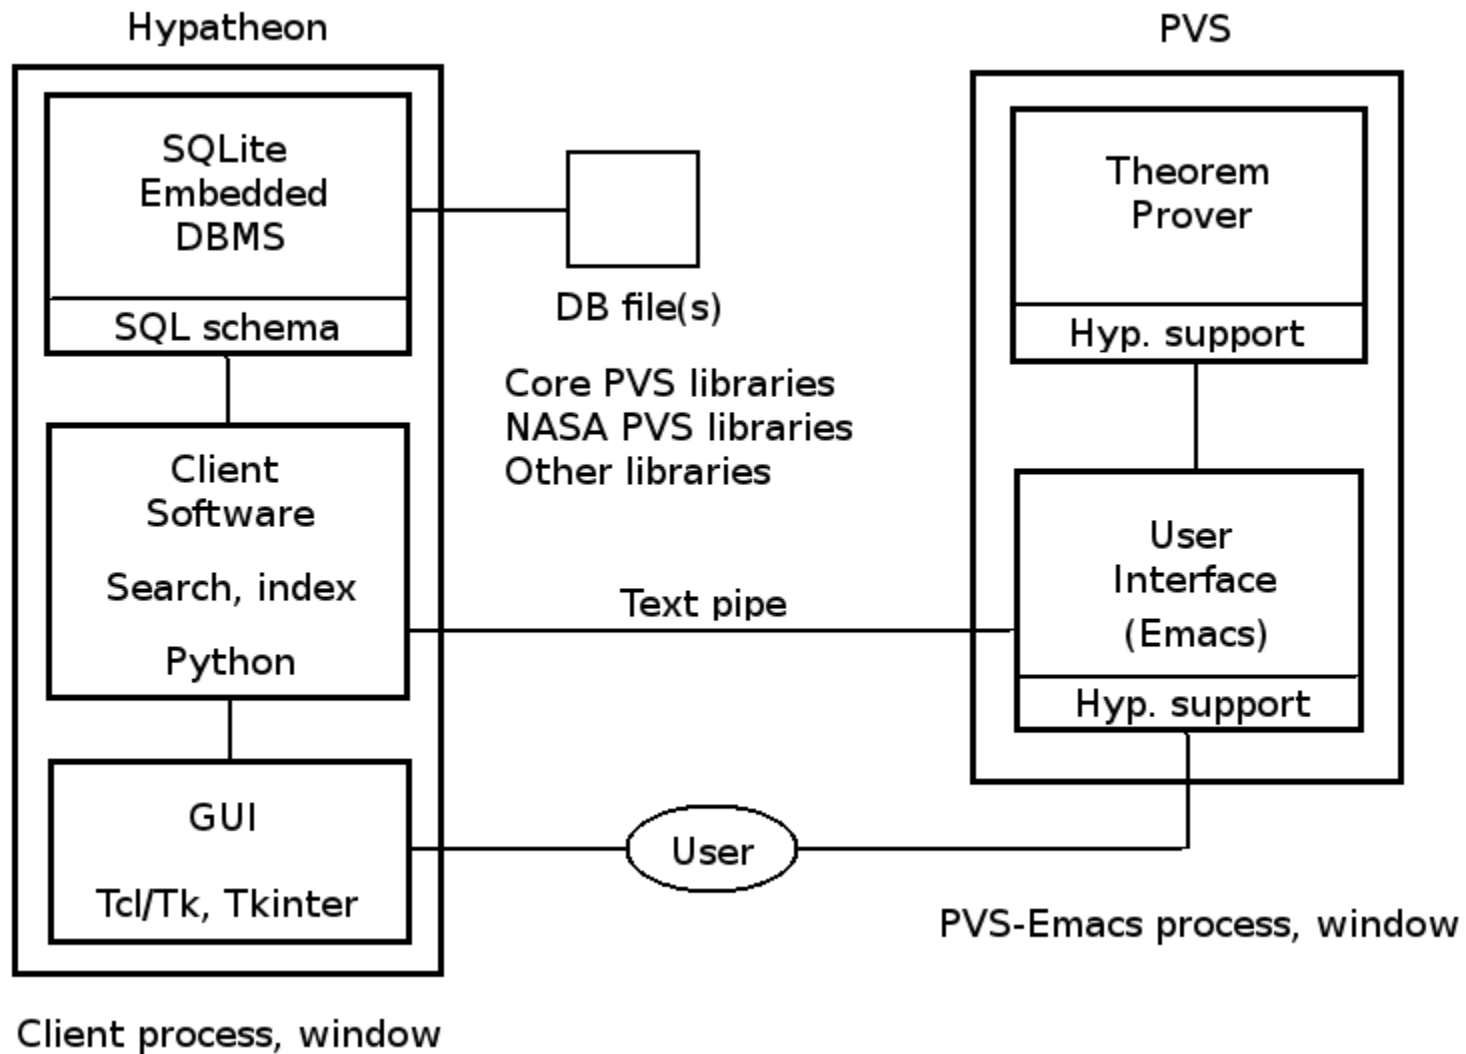 Hypatheon
SQLite
Embedded
DBMS
SQL schema
Client
Software
Search, index
Python
GUI
Tcl/Tk, Tkinter
Client process, window
DB file(s)
Core PVS libraries
NASA PVS libraries
Other libraries
Text pipe
User
PVS
Theorem
Prover
Hyp. support
User
Interface
(Emacs)
Hyp. support
PVS-Emacs process, window